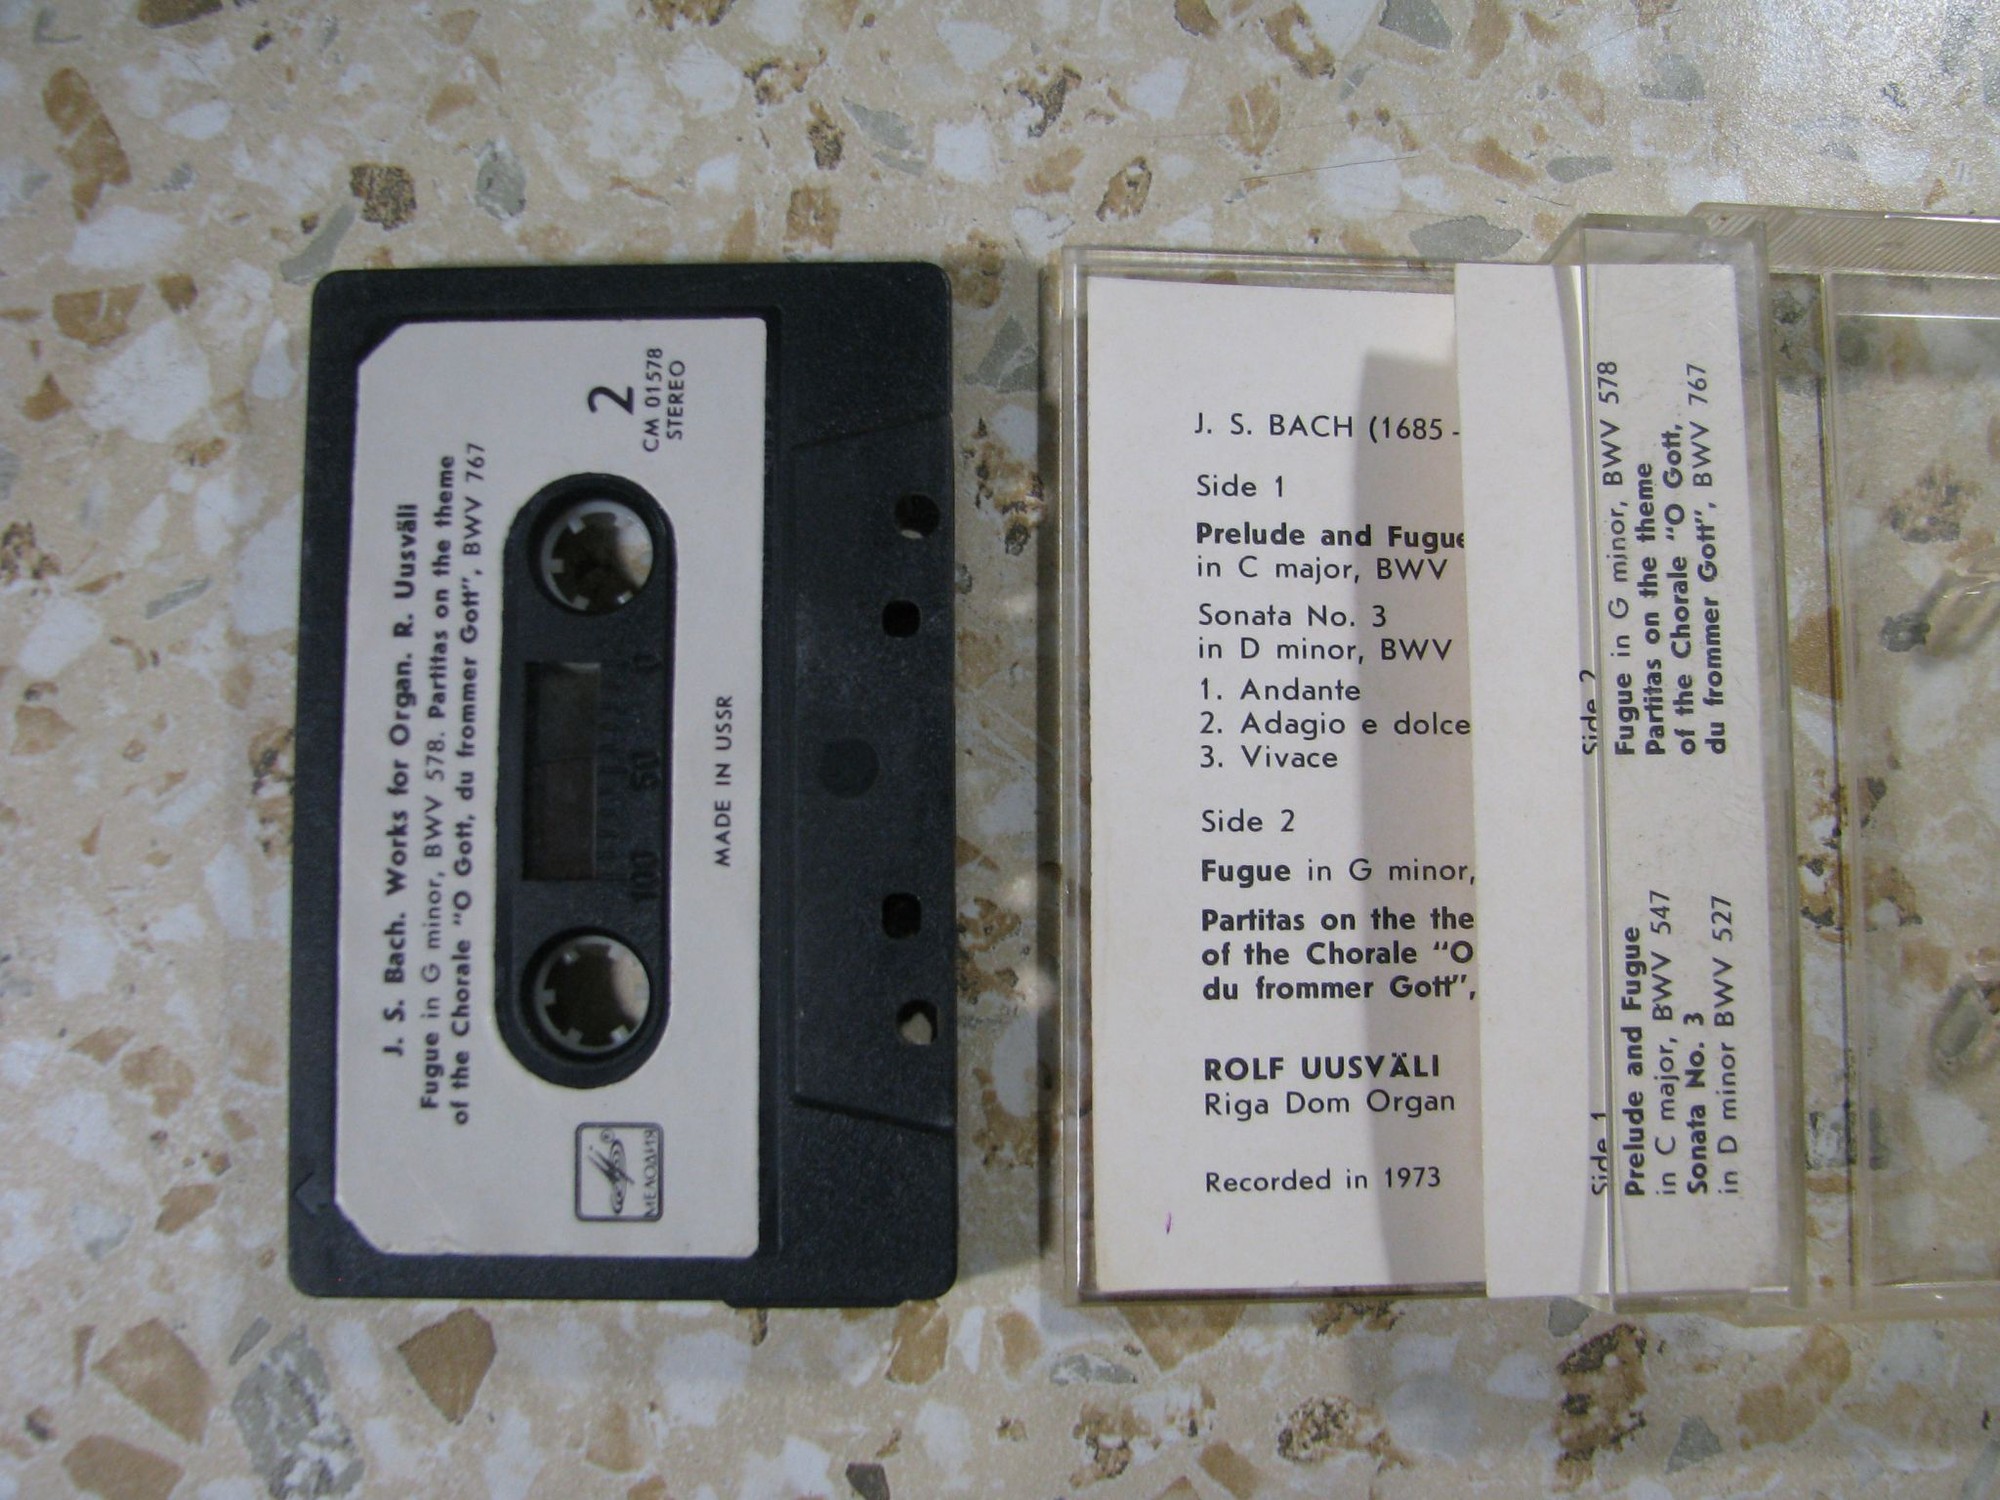 J. S. Bach. Works for Organ. R. Uusväli
Fugue in G minor, BWV 578. Partitas on the theme
of the Chorale "O Gott, du frommer Gott", BWV 767
2
CM 01578
STEREO
100 50 0
МЕЛОДИЯ
MADE IN USSR
J. S. BACH (1685 -
Side 1
Prelude and Fugue
in C major, BWV
Sonata No. 3
in D minor, BWV
1. Andante
2. Adagio e dolce
3. Vivace
Side 2
Fugue in G minor,
Partitas on the the
of the Chorale "O
du frommer Gott",
ROLF UUSVÄLI
Riga Dom Organ
Recorded in 1973
Side 1
Prelude and Fugue
in C major, BWV 547
Sonata No. 3
in D minor BWV 527
Side 2
Fugue in G minor, BWV 578
Partitas on the theme
of the Chorale "O Gott,
du frommer Gott", BWV 767